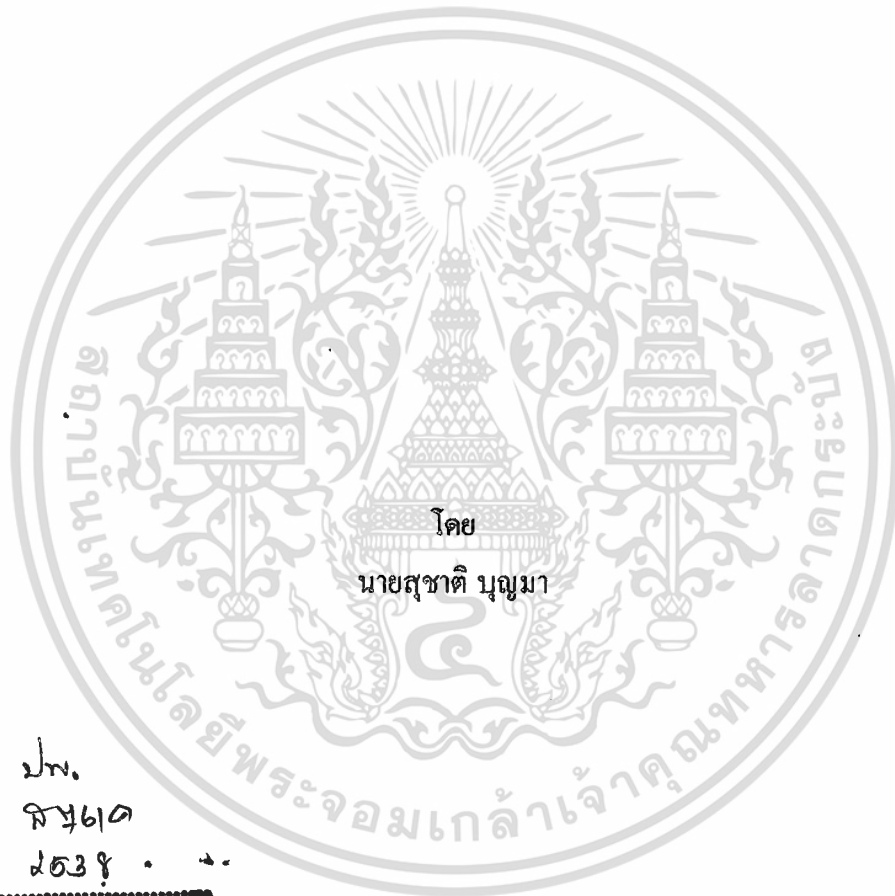 โดย
นายสุชาติ บุญมา
สถาบันเทคโนโลยีพระจอมเกล้าเจ้าคุณทหารลาดกระบัง
๔
ปพ.